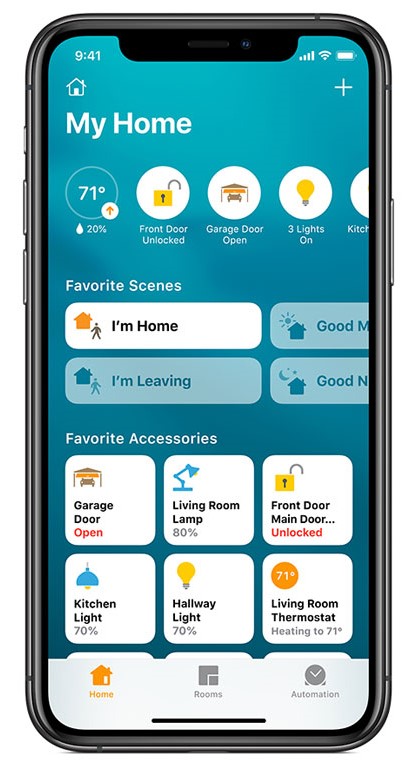 9:41
My Home
71°
20%
Front Door
Unlocked
Garage Door
Open
3 Lights
On
Kitch
Favorite Scenes
I'm Home
Good M
I'm Leaving
Good N
Favorite Accessories
Garage
Door
Open
Living Room
Lamp
80%
Front Door
Main Door...
Unlocked
Kitchen
Light
70%
Hallway
Light
70%
71°
Living Room
Thermostat
Heating to 71°
Home
Rooms
Automation